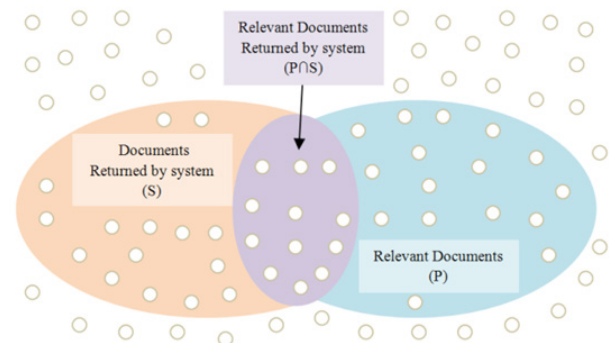 Relevant Documents
Returned by system
(P∩S)
Documents
Returned by system
(S)
Relevant Documents
(P)